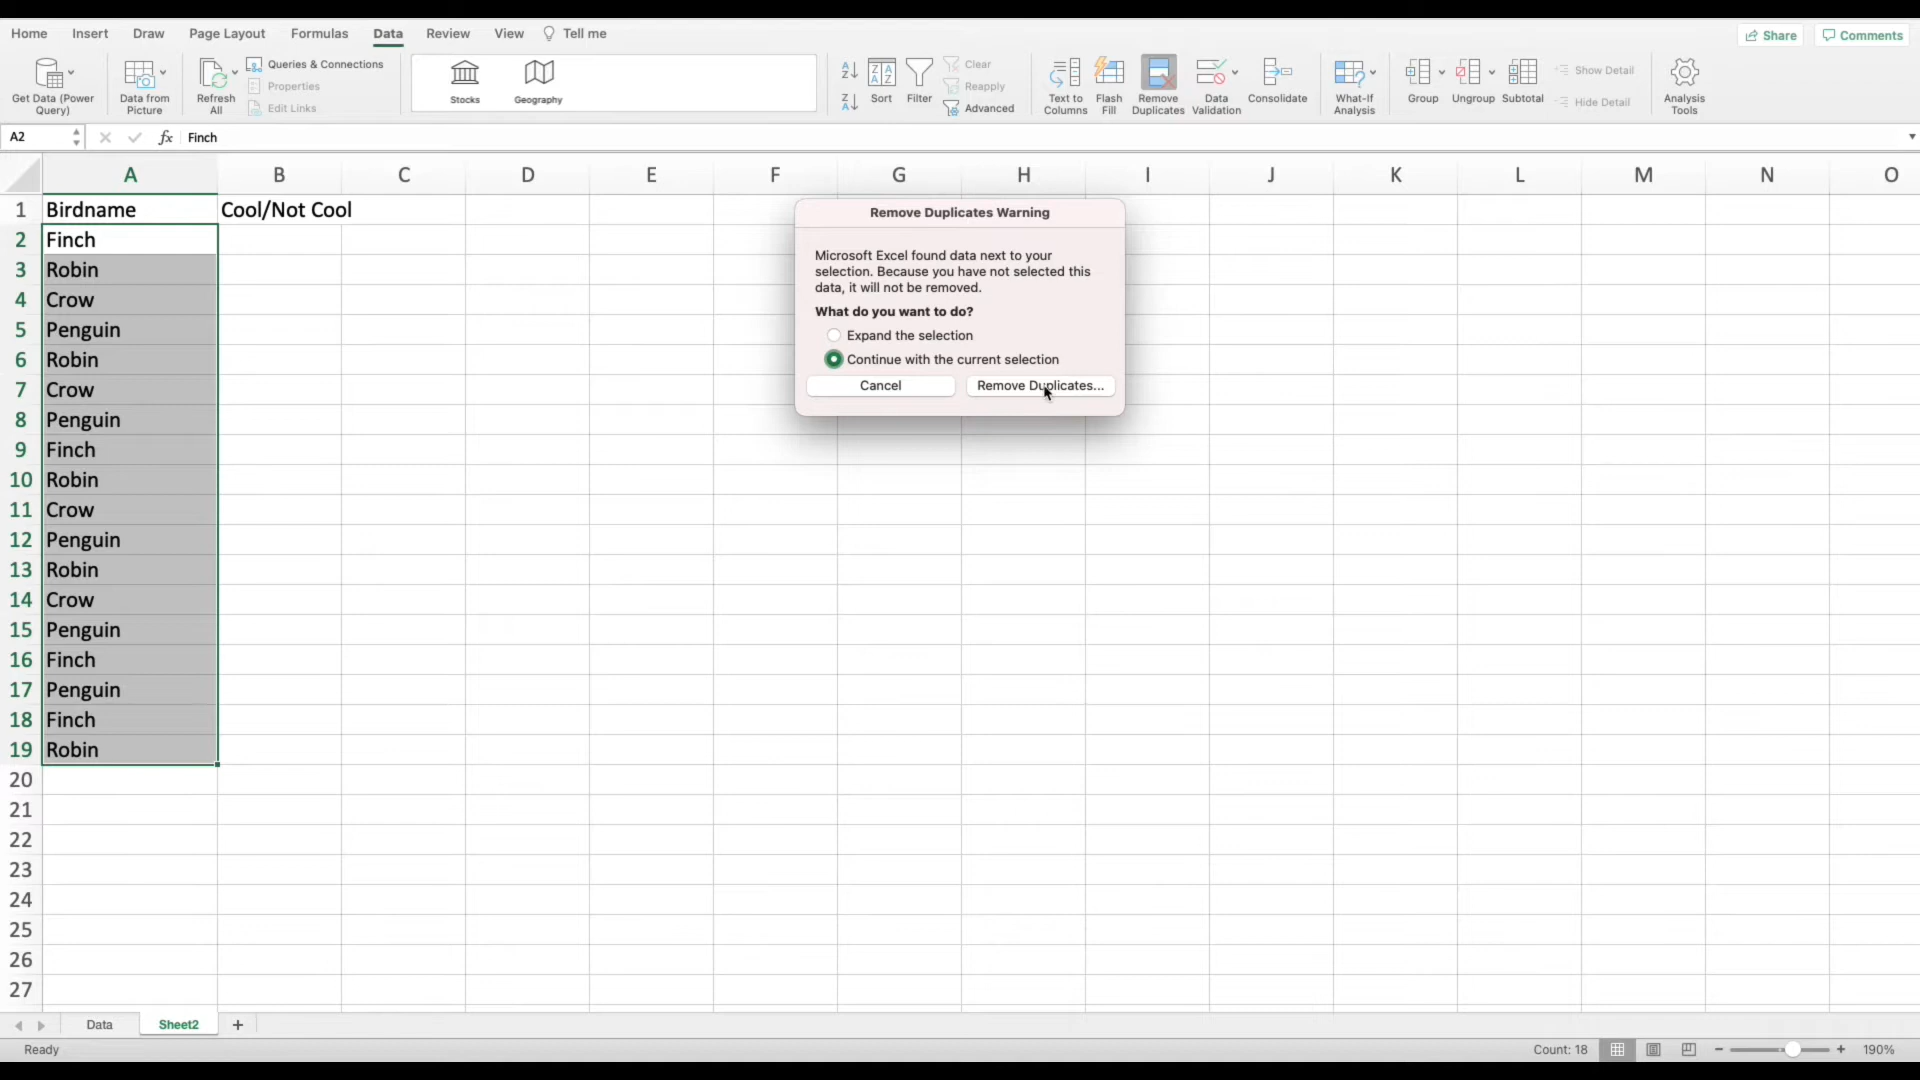 Home Insert Draw Page Layout Formulas Data Review View Tell me Share Comments
Get Data (Power Query) Data from Picture Refresh All Queries & Connections Properties Edit Links Stocks Geography Sort Filter Clear Reapply Advanced Text to Columns Flash Fill Remove Duplicates Data Validation Consolidate What-If Analysis Group Ungroup Subtotal Show Detail Hide Detail Analysis Tools
A2 fx Finch
A B C D E F G H I J K L M N O
1 Birdname Cool/Not Cool
2 Finch
3 Robin
4 Crow
5 Penguin
6 Robin
7 Crow
8 Penguin
9 Finch
10 Robin
11 Crow
12 Penguin
13 Robin
14 Crow
15 Penguin
16 Finch
17 Penguin
18 Finch
19 Robin
20
21
22
23
24
25
26
27
Remove Duplicates Warning
Microsoft Excel found data next to your
selection. Because you have not selected this
data, it will not be removed.
What do you want to do?
Expand the selection
Continue with the current selection
Cancel Remove Duplicates...
Data Sheet2 +
Ready Count: 18 - + 190%